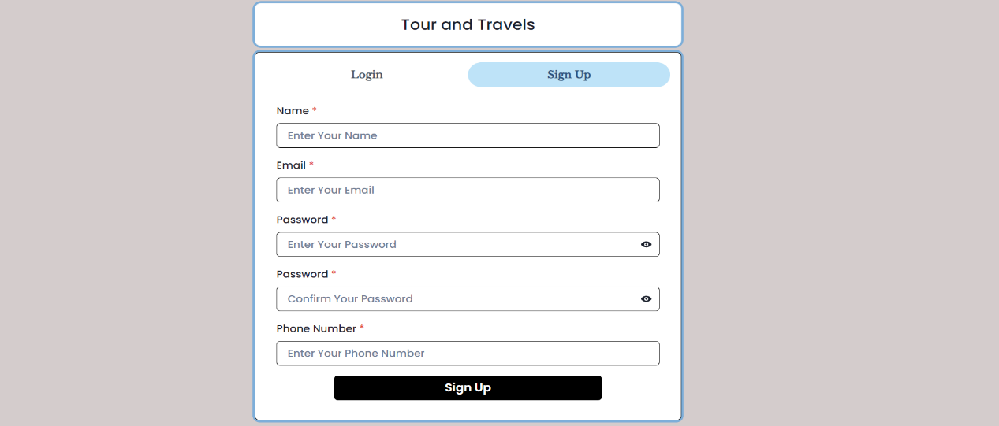 Tour and Travels
Login
Sign Up
Name *
Enter Your Name
Email *
Enter Your Email
Password *
Enter Your Password
Password *
Confirm Your Password
Phone Number *
Enter Your Phone Number
Sign Up